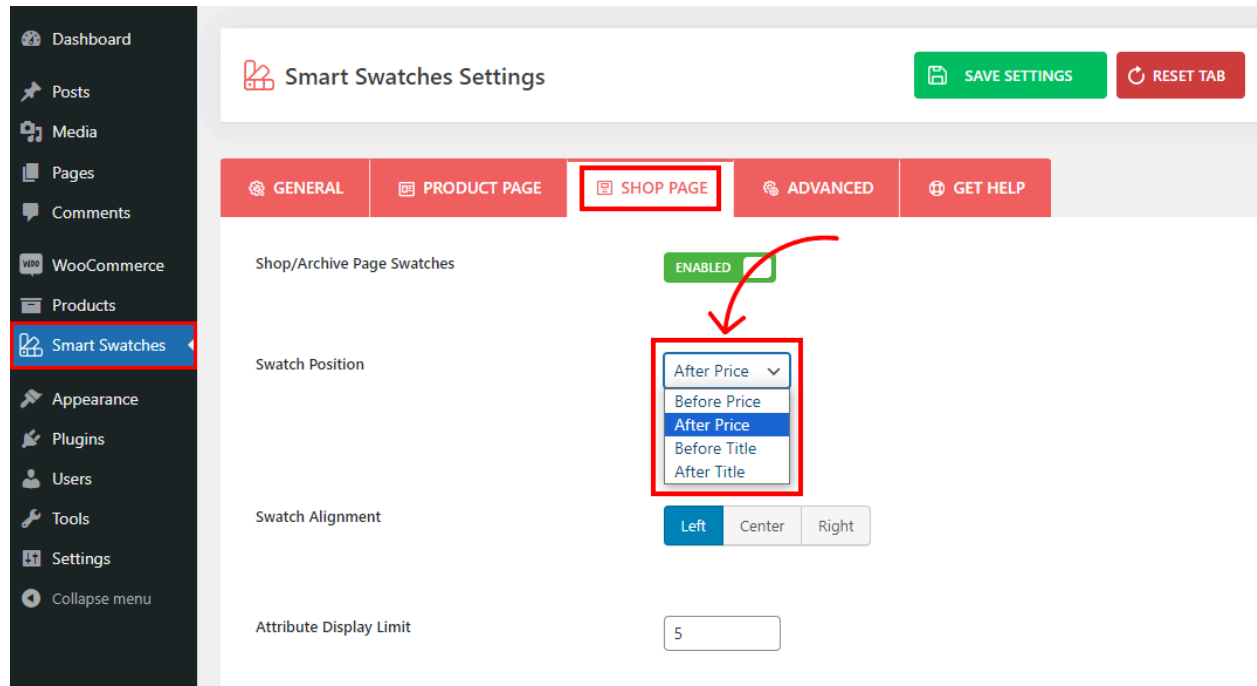 Dashboard
Posts
Media
Pages
Comments
WOO WooCommerce
Products
Smart Swatches
Appearance
Plugins
Users
Tools
Settings
Collapse menu
Smart Swatches Settings
SAVE SETTINGS
RESET TAB
GENERAL
PRODUCT PAGE
SHOP PAGE
ADVANCED
GET HELP
Shop/Archive Page Swatches
ENABLED
Swatch Position
After Price
Before Price
After Price
Before Title
After Title
Swatch Alignment
Left
Center
Right
Attribute Display Limit
5